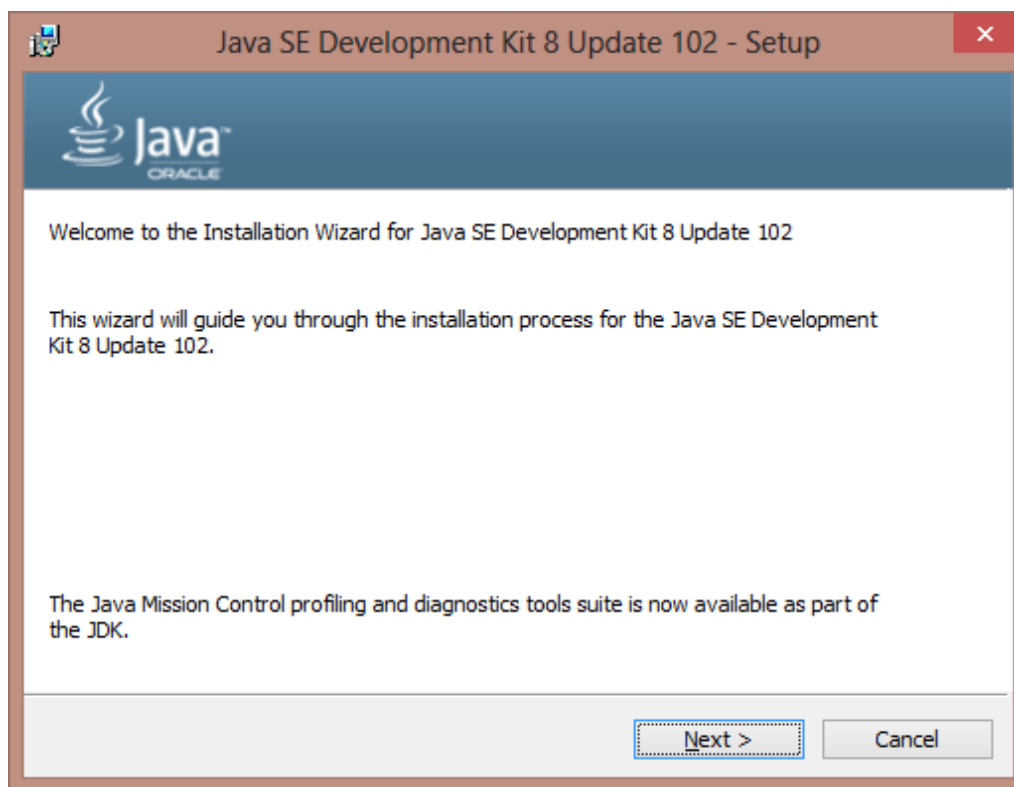 Java SE Development Kit 8 Update 102 - Setup
Java™
ORACLE
Welcome to the Installation Wizard for Java SE Development Kit 8 Update 102
This wizard will guide you through the installation process for the Java SE Development
Kit 8 Update 102.
The Java Mission Control profiling and diagnostics tools suite is now available as part of
the JDK.
Next >
Cancel